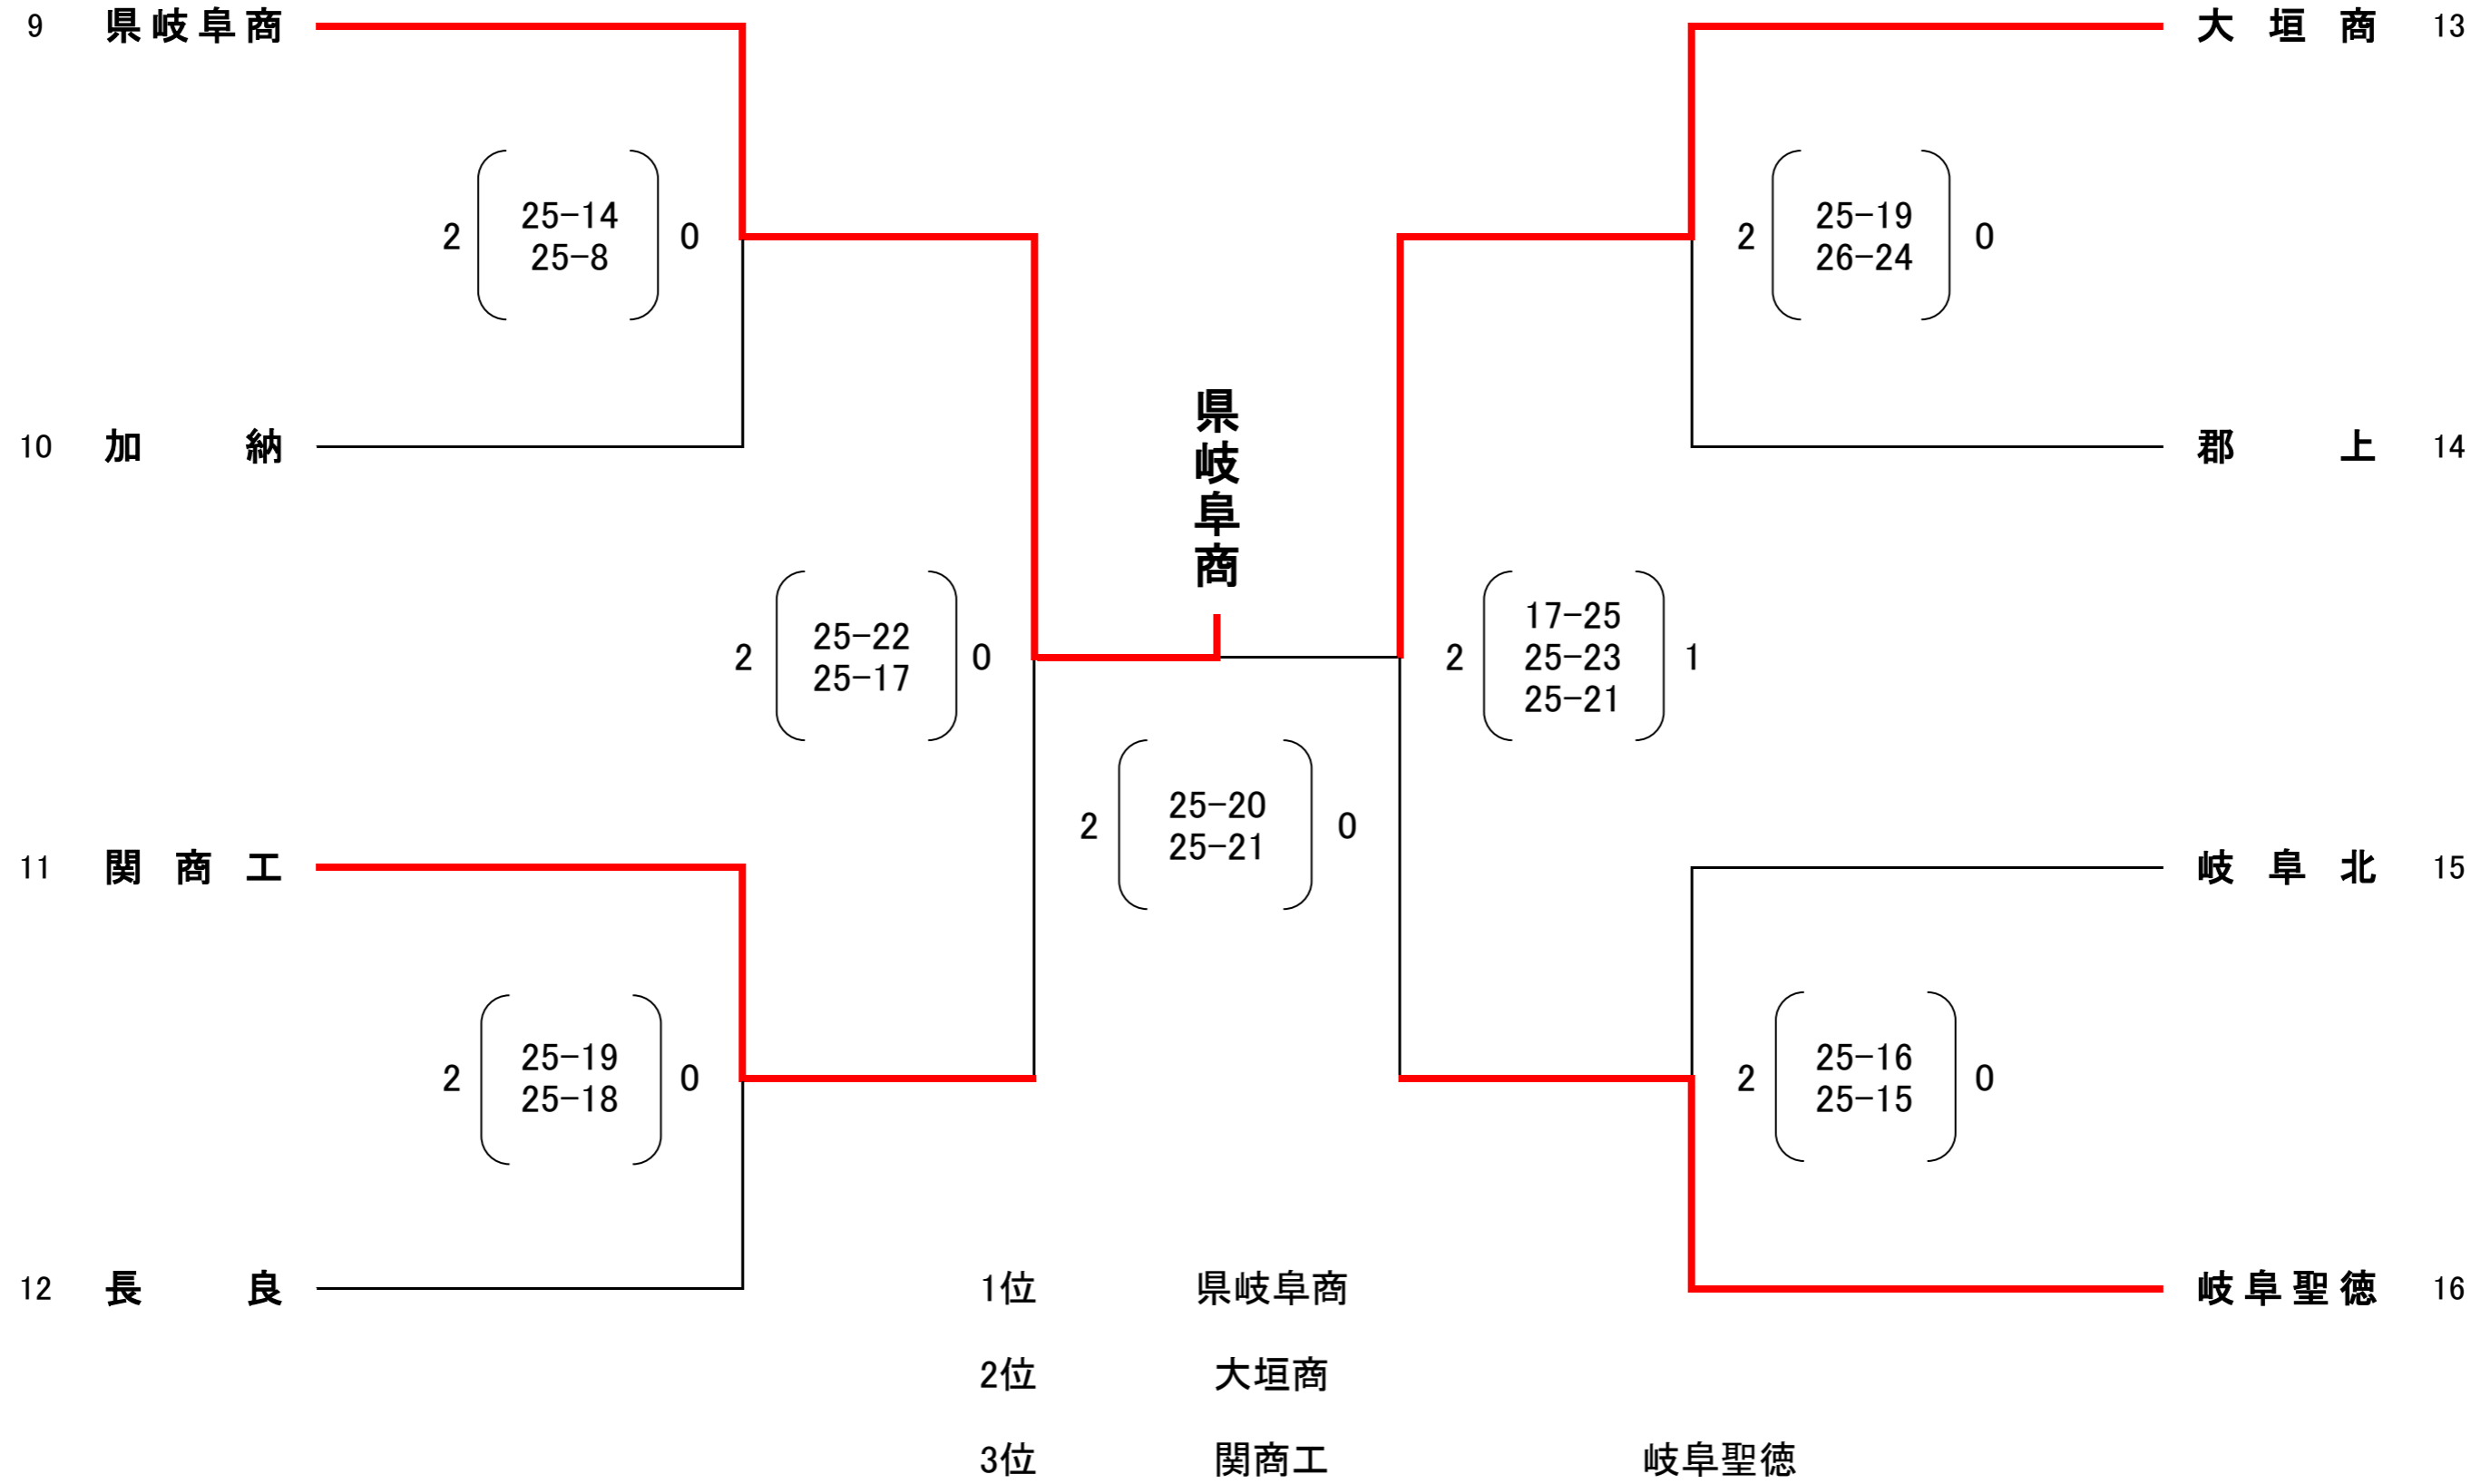 9 県岐阜商
大垣商 13
2 25-14 0
25-8
2 25-19 0
26-24
10 加納
県岐阜商
郡上 14
2 25-22 0
25-17
17-25
2 25-23 1
25-21
2 25-20 0
25-21
11 関商工
岐阜北 15
2 25-19 0
25-18
2 25-16 0
25-15
12 長良
1位 県岐阜商
岐阜聖徳 16
2位 大垣商
3位 関商工 岐阜聖徳